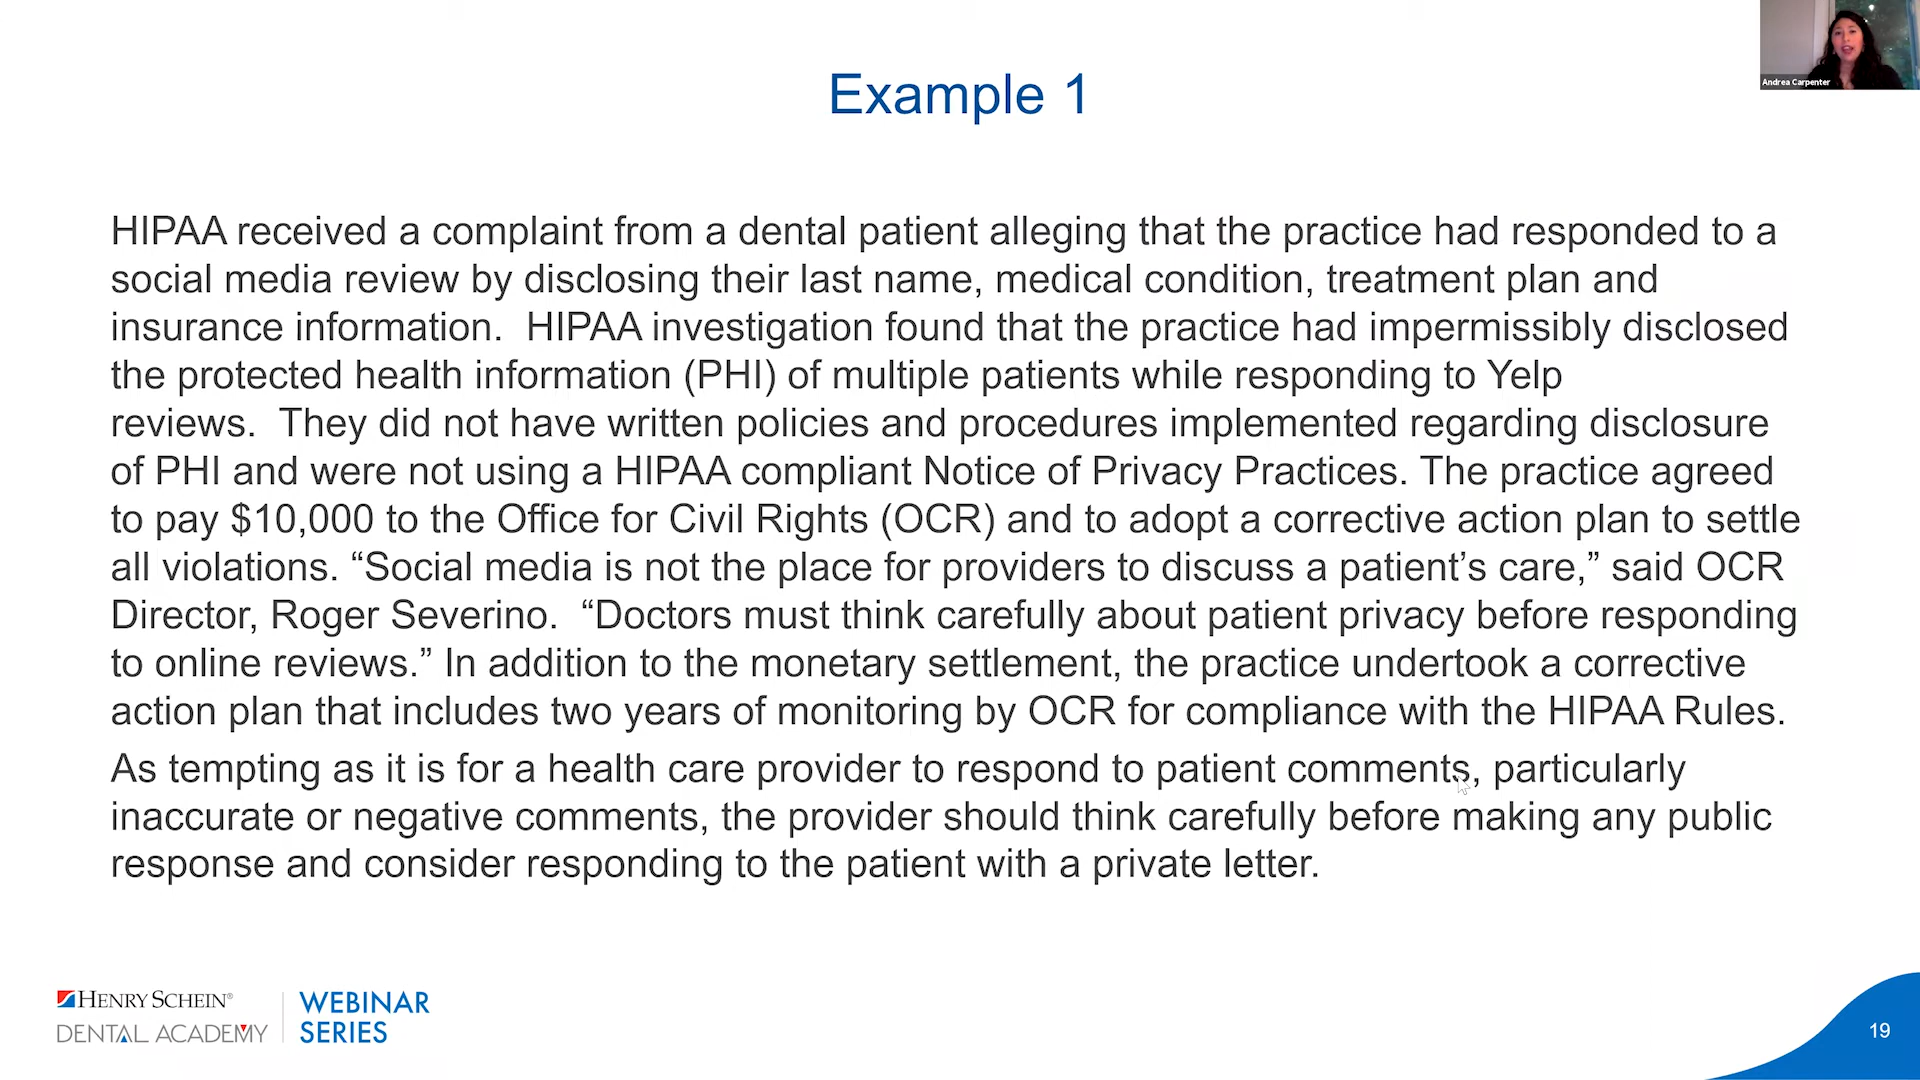 Andrea Carpenter
Example 1
HIPAA received a complaint from a dental patient alleging that the practice had responded to a
social media review by disclosing their last name, medical condition, treatment plan and
insurance information.  HIPAA investigation found that the practice had impermissibly disclosed
the protected health information (PHI) of multiple patients while responding to Yelp
reviews.  They did not have written policies and procedures implemented regarding disclosure
of PHI and were not using a HIPAA compliant Notice of Privacy Practices. The practice agreed
to pay $10,000 to the Office for Civil Rights (OCR) and to adopt a corrective action plan to settle
all violations. “Social media is not the place for providers to discuss a patient’s care,” said OCR
Director, Roger Severino.  “Doctors must think carefully about patient privacy before responding
to online reviews.” In addition to the monetary settlement, the practice undertook a corrective
action plan that includes two years of monitoring by OCR for compliance with the HIPAA Rules.
As tempting as it is for a health care provider to respond to patient comments, particularly
inaccurate or negative comments, the provider should think carefully before making any public
response and consider responding to the patient with a private letter.
HENRY SCHEIN®
DENTAL ACADEMY
WEBINAR
SERIES
19